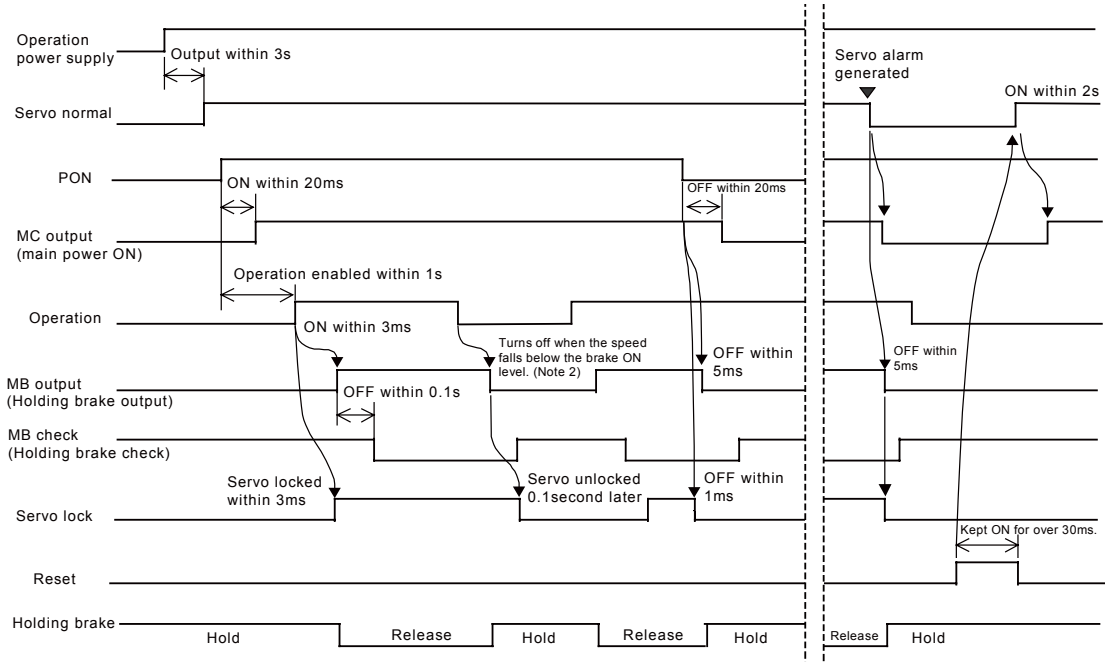 Operation
power supply
Output within 3s
Servo alarm
generated
ON within 2s
Servo normal
PON
ON within 20ms
OFF within 20ms
MC output
(main power ON)
Operation enabled within 1s
Operation
ON within 3ms
Turns off when the speed
falls below the brake ON
level. (Note 2)
OFF within
5ms
OFF within
5ms
MB output
(Holding brake output)
OFF within 0.1s
MB check
(Holding brake check)
Servo locked
within 3ms
Servo unlocked
0.1second later
OFF within
1ms
Servo lock
Kept ON for over 30ms.
Reset
Holding brake
Hold
Release
Hold
Release
Hold
Release
Hold